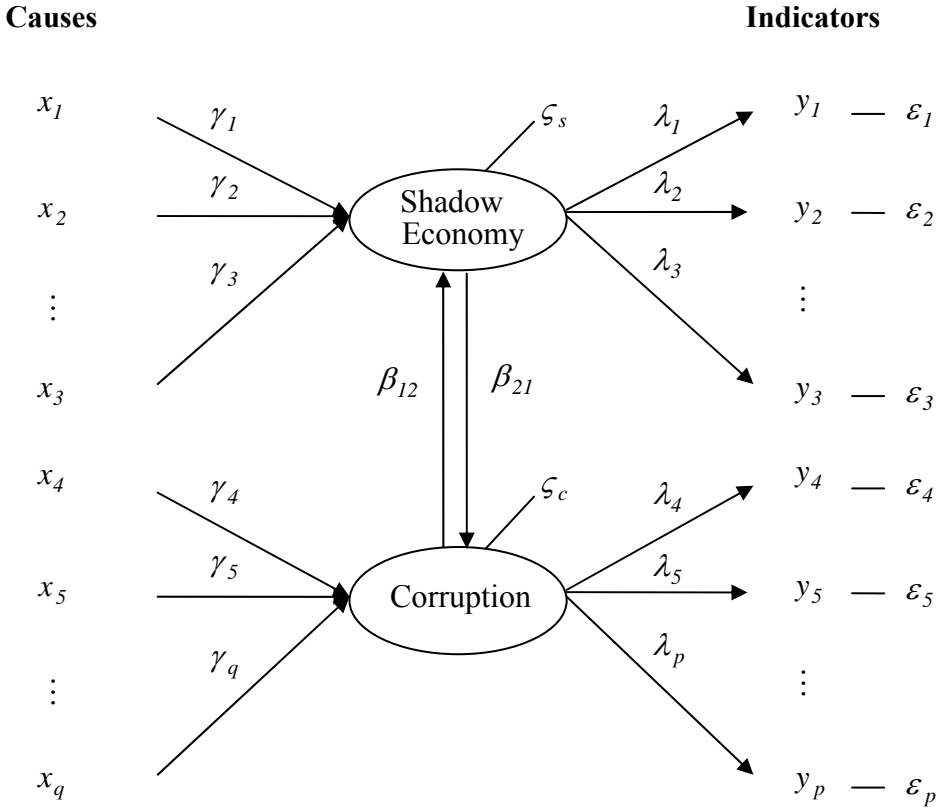 Causes
Indicators
x1
γ1
ςs
λ1
y1 — ε1
x2
γ2
Shadow
Economy
λ2
y2 — ε2
γ3
λ3
⋮
⋮
x3
β12
β21
y3 — ε3
x4
γ4
ςc
λ4
y4 — ε4
x5
γ5
Corruption
λ5
y5 — ε5
γq
λp
⋮
⋮
xq
yp — εp